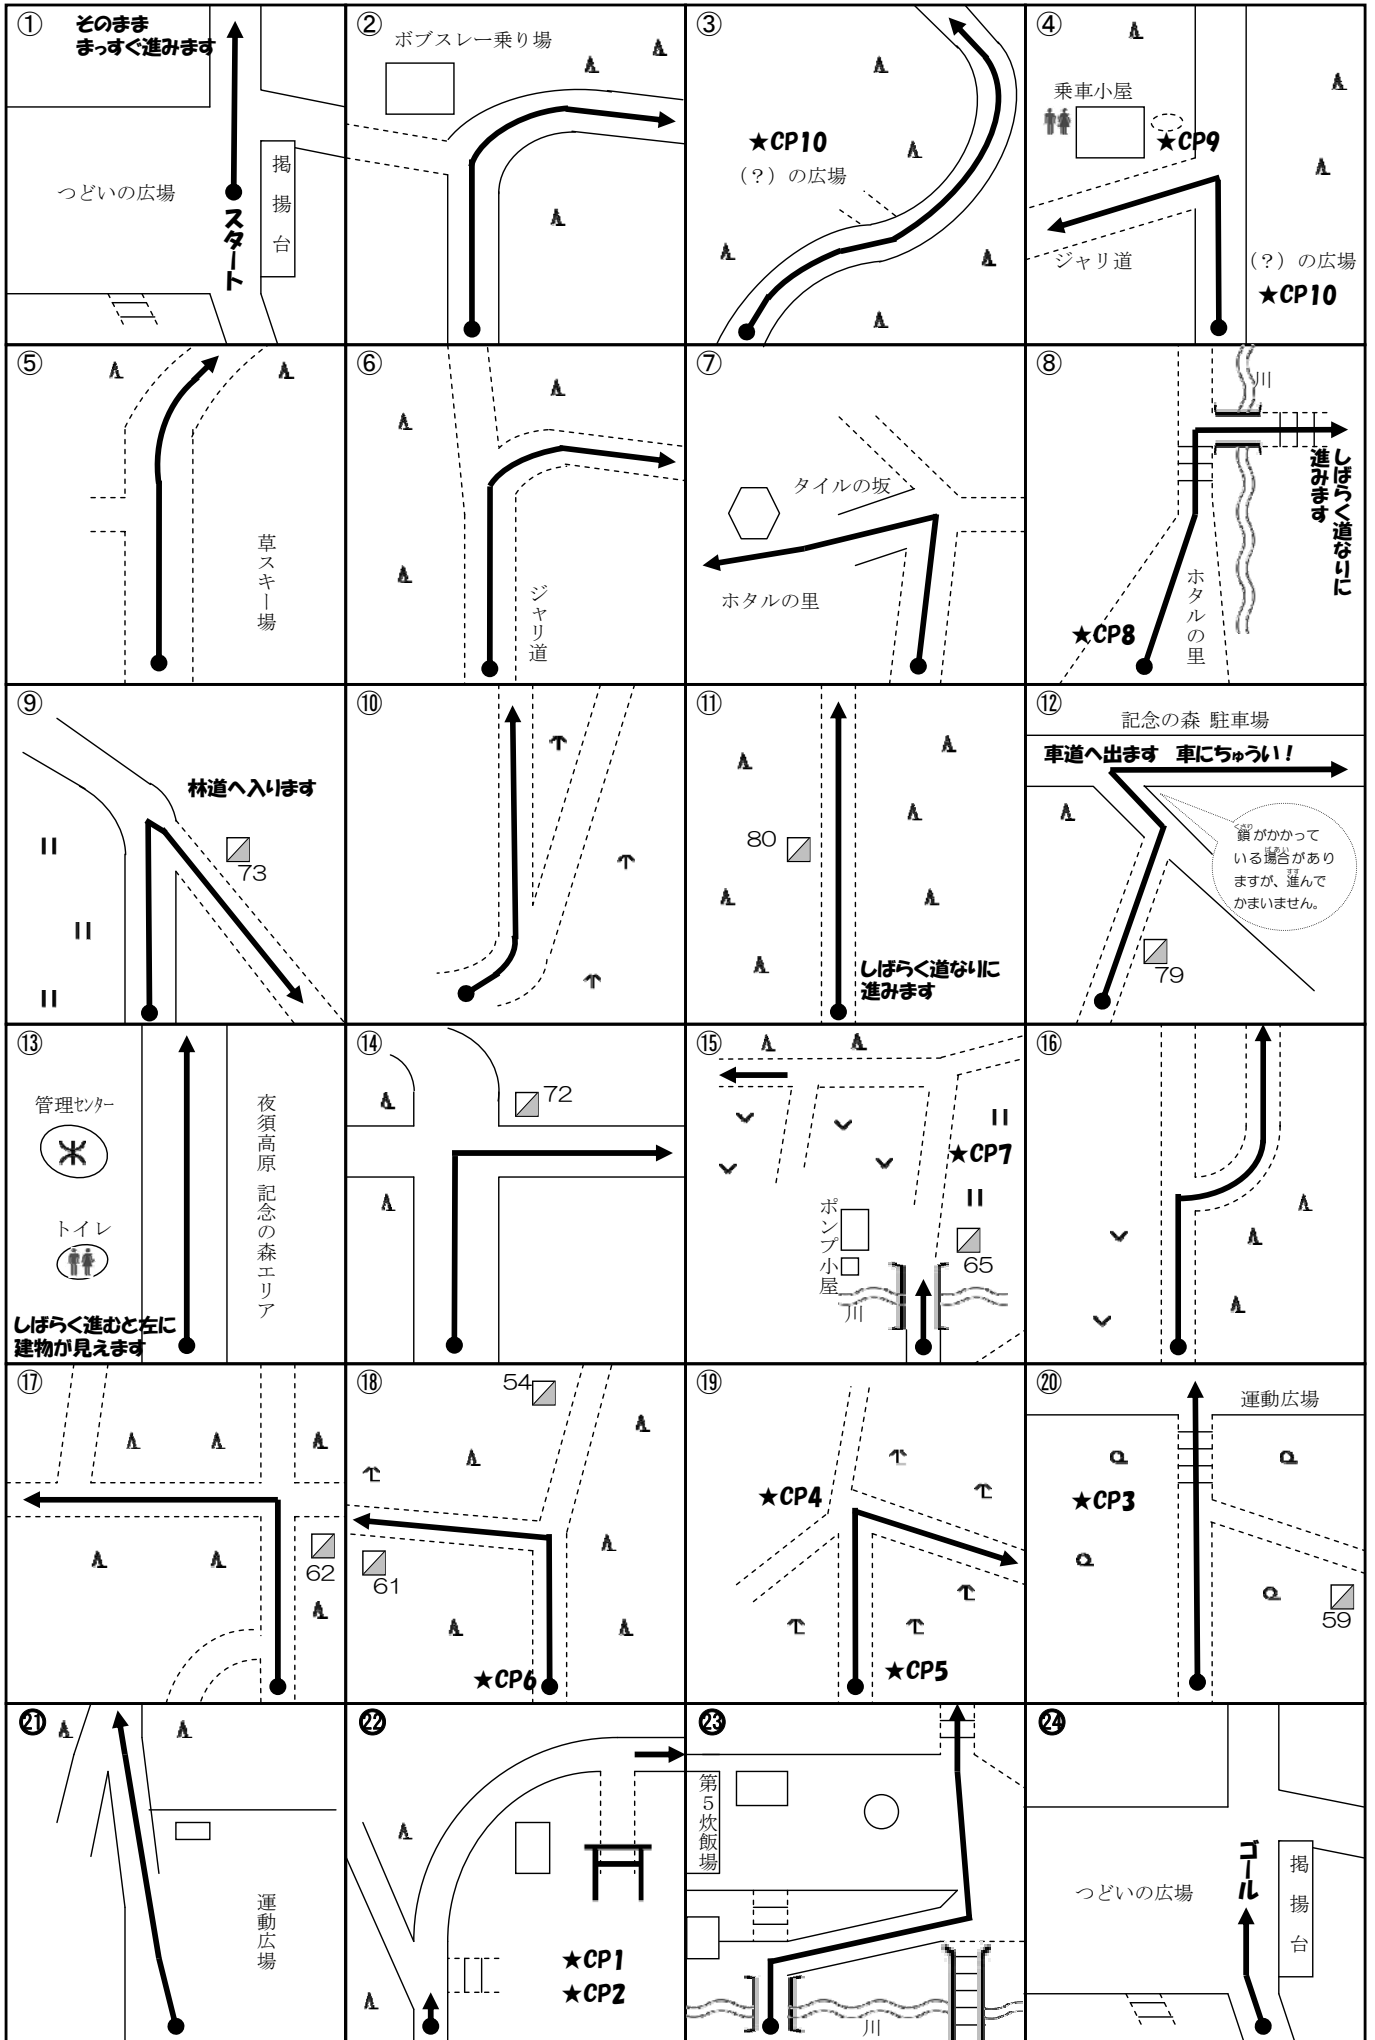 ①
そのまま
まっすぐ進みます
つどいの広場
掲揚台
スタート
②
ボブスレー乗り場
③
★CP10
（？）の広場
④
乗車小屋
★CP9
ジャリ道
（？）の広場
★CP10
⑤
草スキー場
⑥
ジャリ道
⑦
タイルの坂
ホタルの里
⑧
川
しばらく道なりに
進みます
ホタルの里
★CP8
⑨
林道へ入ります
73
⑩
⑪
80
しばらく道なりに
進みます
⑫
記念の森 駐車場
車道へ出ます 車にちゅうい！
くさり ばあい すす
鎖がかかって
いる場合があり
ますが、進んで
かまいません。
79
⑬
管理センター
トイレ
夜須高原 記念の森エリア
しばらく進むと左に
建物が見えます
⑭
72
⑮
★CP7
ポンプ小屋
65
川
⑯
⑰
62
⑱
54
61
★CP6
⑲
★CP4
★CP5
⑳
運動広場
★CP3
59
㉑
運動広場
㉒
★CP1
★CP2
㉓
第5炊飯場
川
㉔
ゴール
つどいの広場
掲揚台